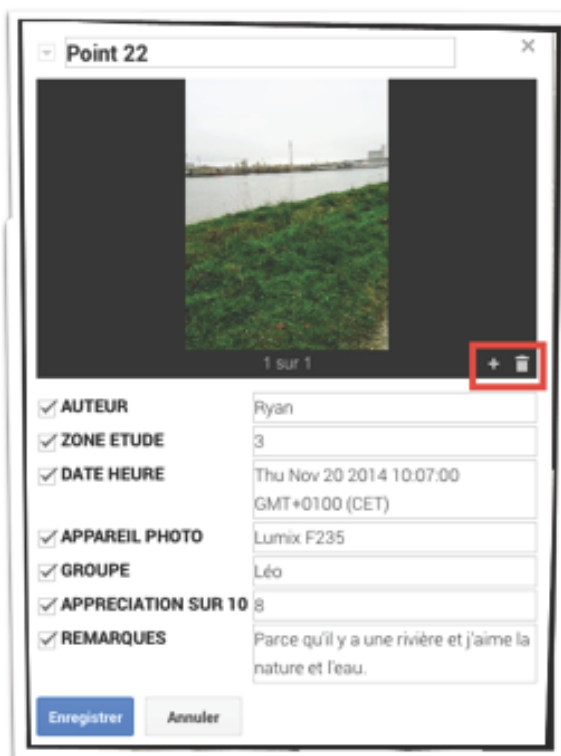 Point 22
1 sur 1
AUTEUR Ryan
ZONE ETUDE 3
DATE HEURE Thu Nov 20 2014 10:07:00
GMT+0100 (CET)
APPAREIL PHOTO Lumix F235
GROUPE Léo
APPRECIATION SUR 10 8
REMARQUES Parce qu'il y a une rivière et j'aime la
nature et l'eau.
Enregistrer Annuler